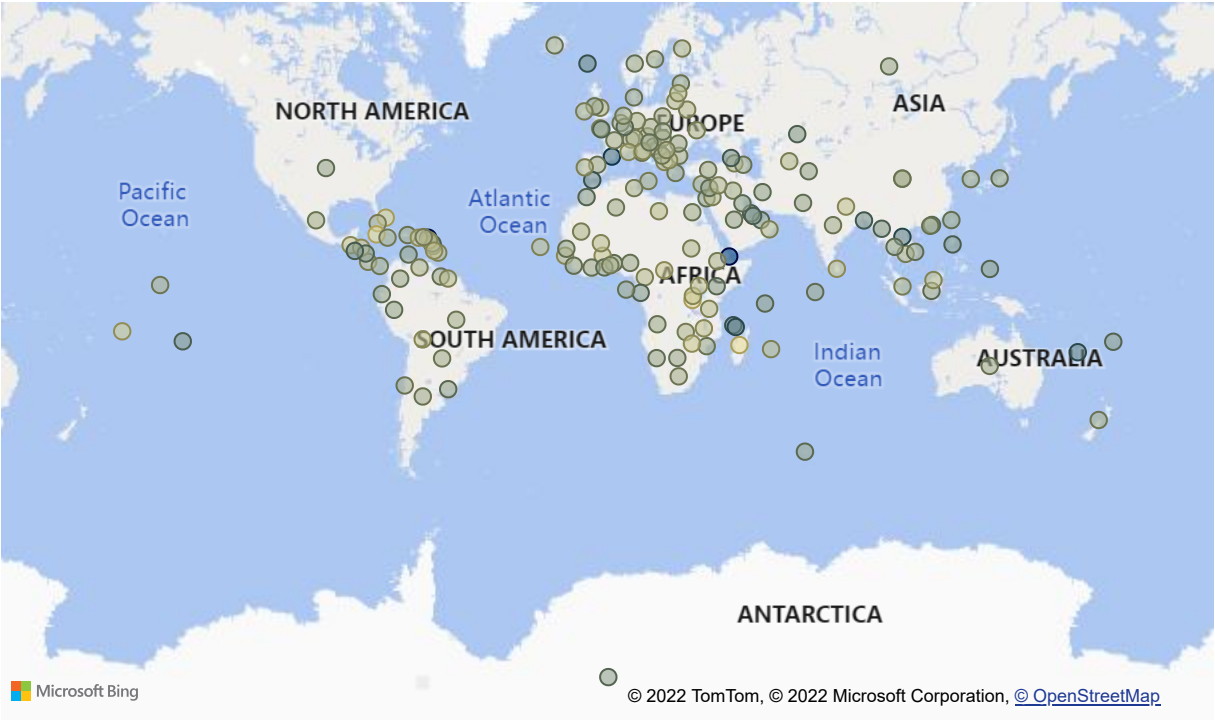 NORTH AMERICA
ASIA
EUROPE
Pacific
Ocean
Atlantic
Ocean
AFRICA
SOUTH AMERICA
Indian
Ocean
AUSTRALIA
ANTARCTICA
Microsoft Bing
© 2022 TomTom, © 2022 Microsoft Corporation, © OpenStreetMap